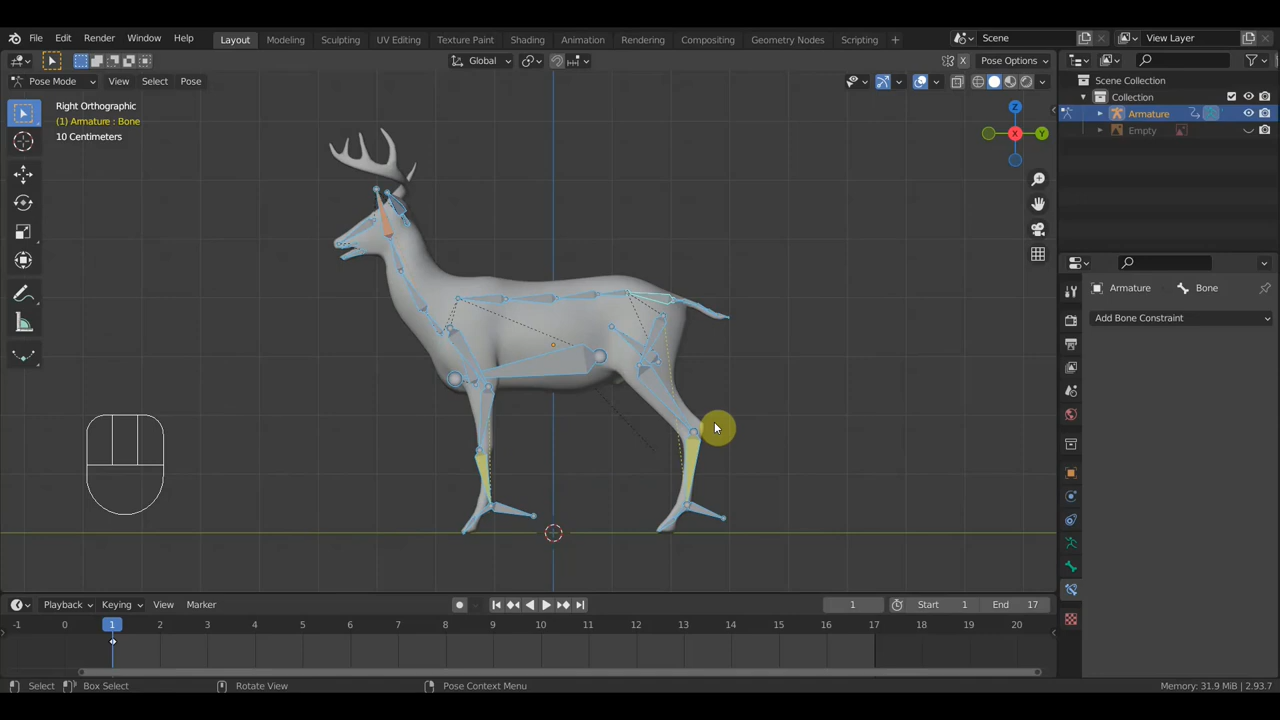 File Edit Render Window Help
Layout Modeling Sculpting UV Editing Texture Paint Shading Animation Rendering Compositing Geometry Nodes Scripting +
Scene
View Layer
Global
Pose Options
Pose Mode View Select Pose
Right Orthographic
(1) Armature : Bone
10 Centimeters
Z
X
Y
Scene Collection
Collection
Armature
Empty
Armature Bone
Add Bone Constraint
Playback Keying View Marker
1 Start 1 End 17
-1 0 1 2 3 4 5 6 7 8 9 10 11 12 13 14 15 16 17 18 19 20
Select Box Select Rotate View Pose Context Menu
Memory: 31.9 MiB | 2.93.7